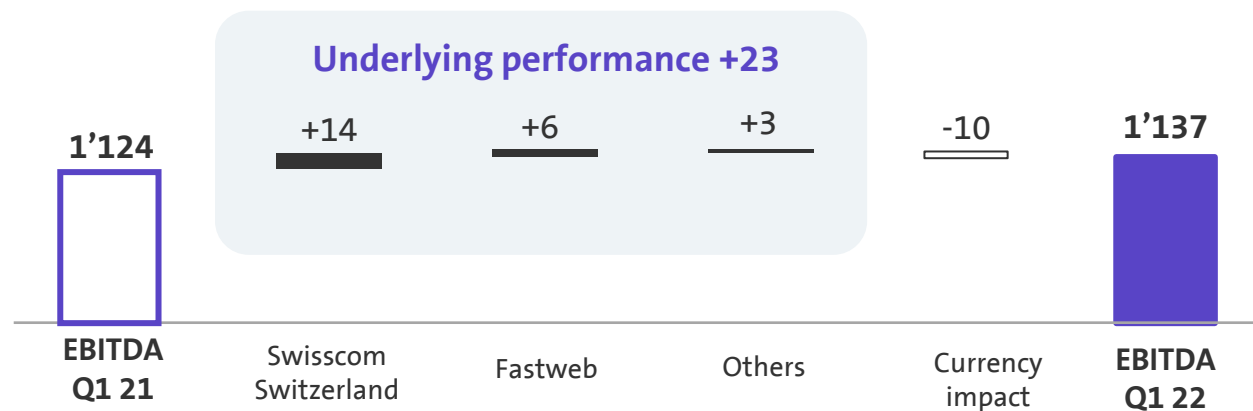 Underlying performance +23
1’124
+14
+6
+3
-10
1’137
EBITDA
Q1 21
Swisscom
Switzerland
Fastweb
Others
Currency
impact
EBITDA
Q1 22